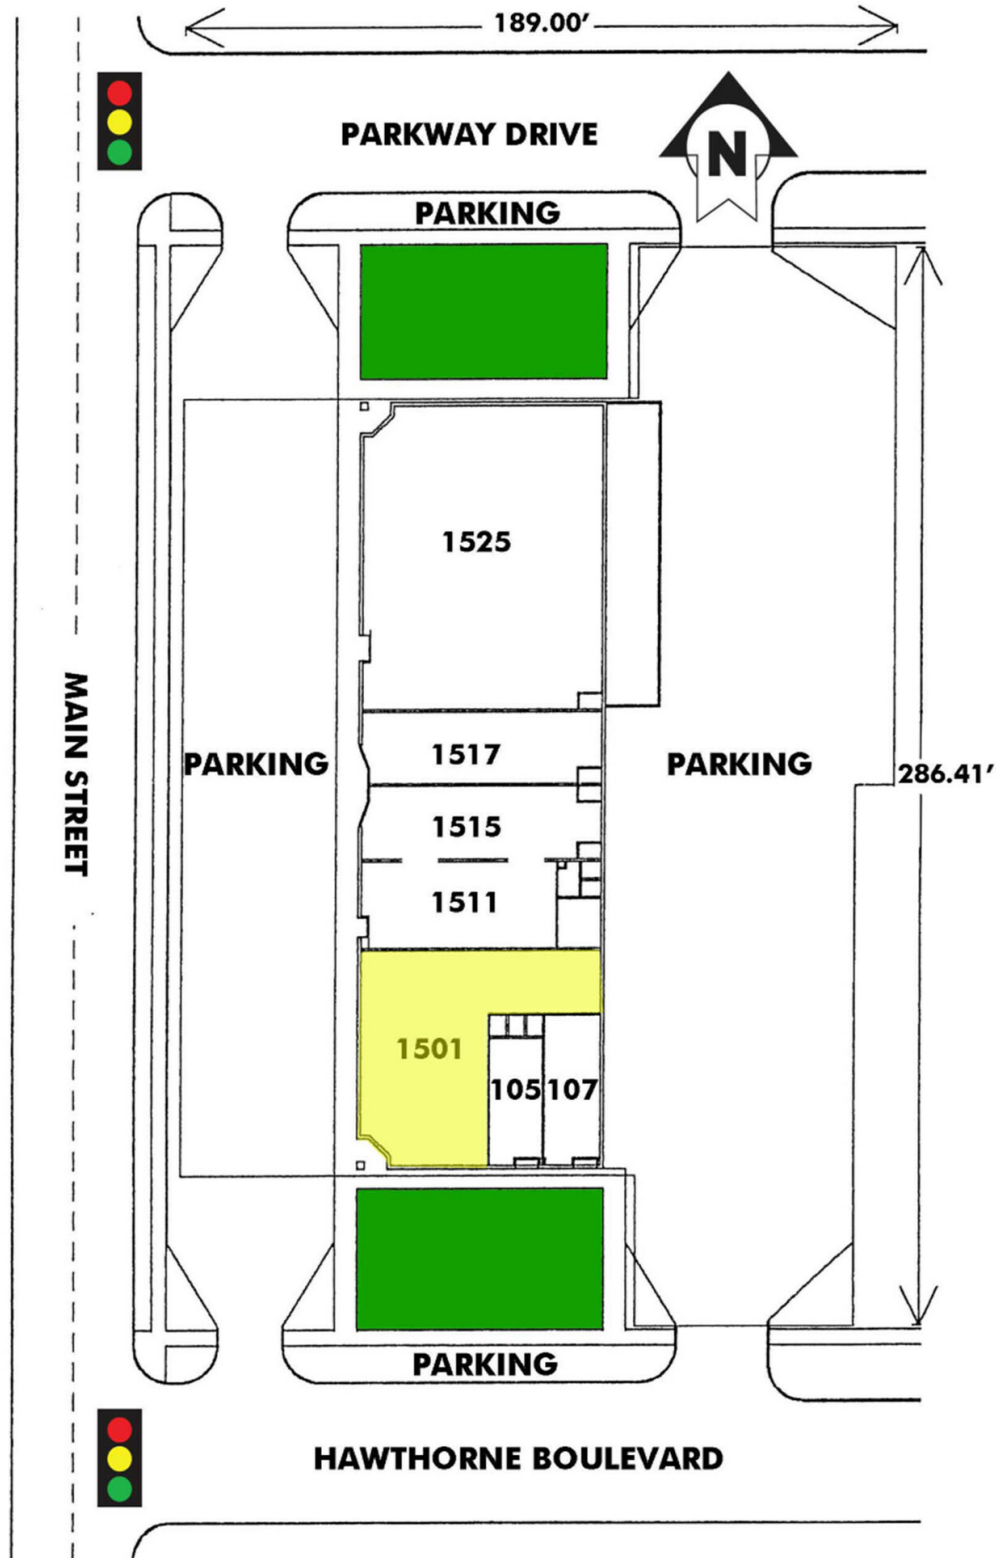 189.00’
PARKWAY DRIVE
N
PARKING
1525
MAIN STREET
PARKING
1517
PARKING
286.41’
1515
1511
1501
105
107
PARKING
HAWTHORNE BOULEVARD